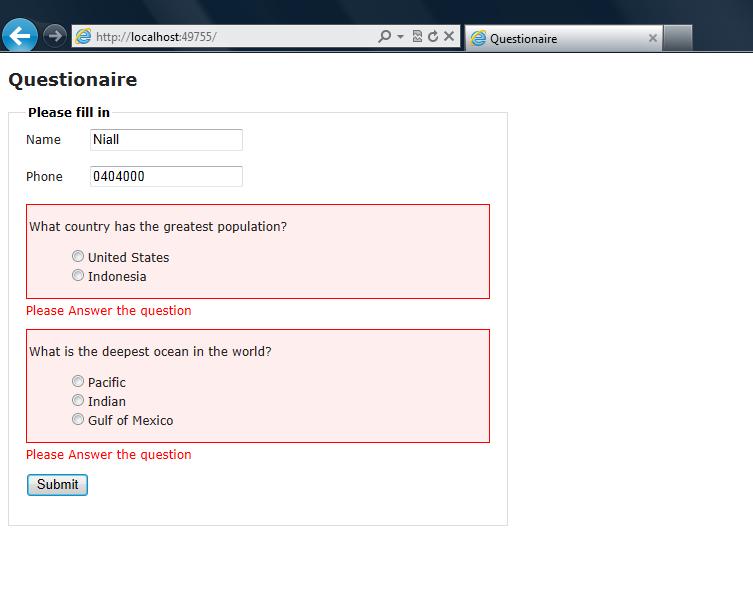 http://localhost:49755/
Questionaire
Questionaire
Please fill in
Name Niall
Phone 0404000
What country has the greatest population?
United States
Indonesia
Please Answer the question
What is the deepest ocean in the world?
Pacific
Indian
Gulf of Mexico
Please Answer the question
Submit